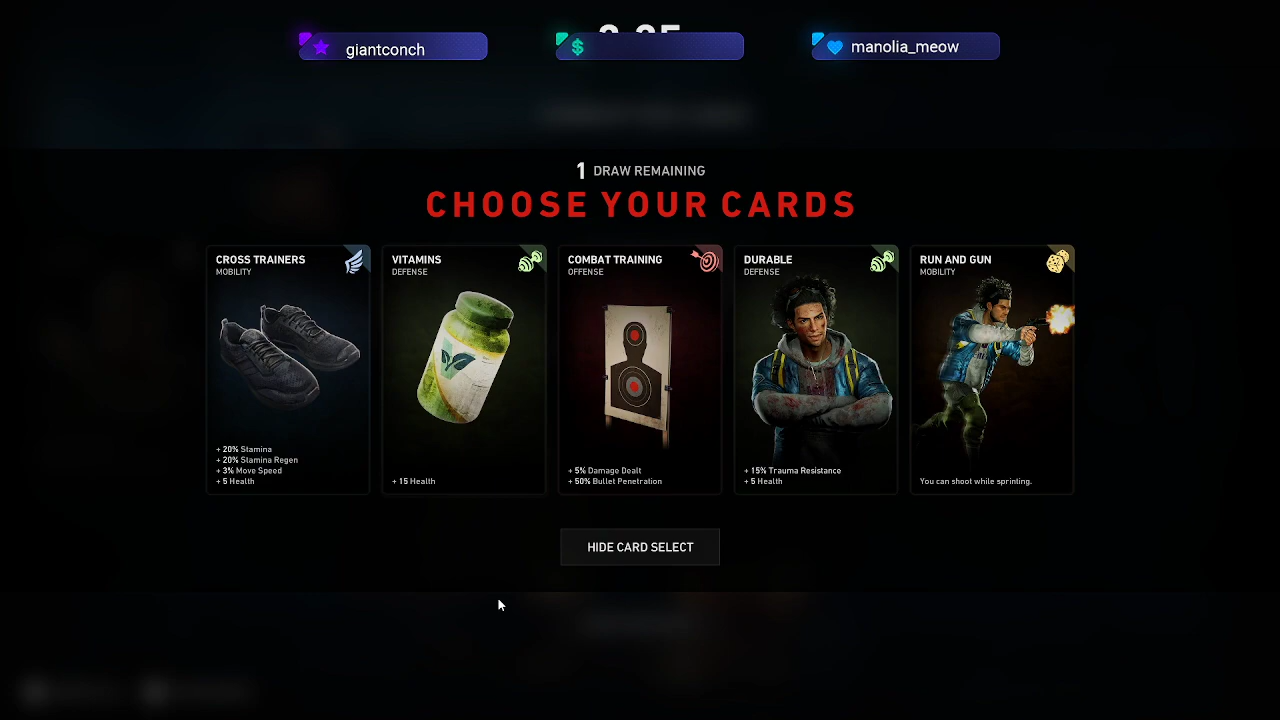 giantconch
$
manolia_meow
1 DRAW REMAINING
CHOOSE YOUR CARDS
CROSS TRAINERS
MOBILITY
+ 20% Stamina
+ 20% Stamina Regen
+ 3% Move Speed
+ 5 Health
VITAMINS
DEFENSE
+ 15 Health
COMBAT TRAINING
OFFENSE
+ 5% Damage Dealt
+ 50% Bullet Penetration
DURABLE
DEFENSE
+ 15% Trauma Resistance
+ 5 Health
RUN AND GUN
MOBILITY
You can shoot while sprinting.
HIDE CARD SELECT